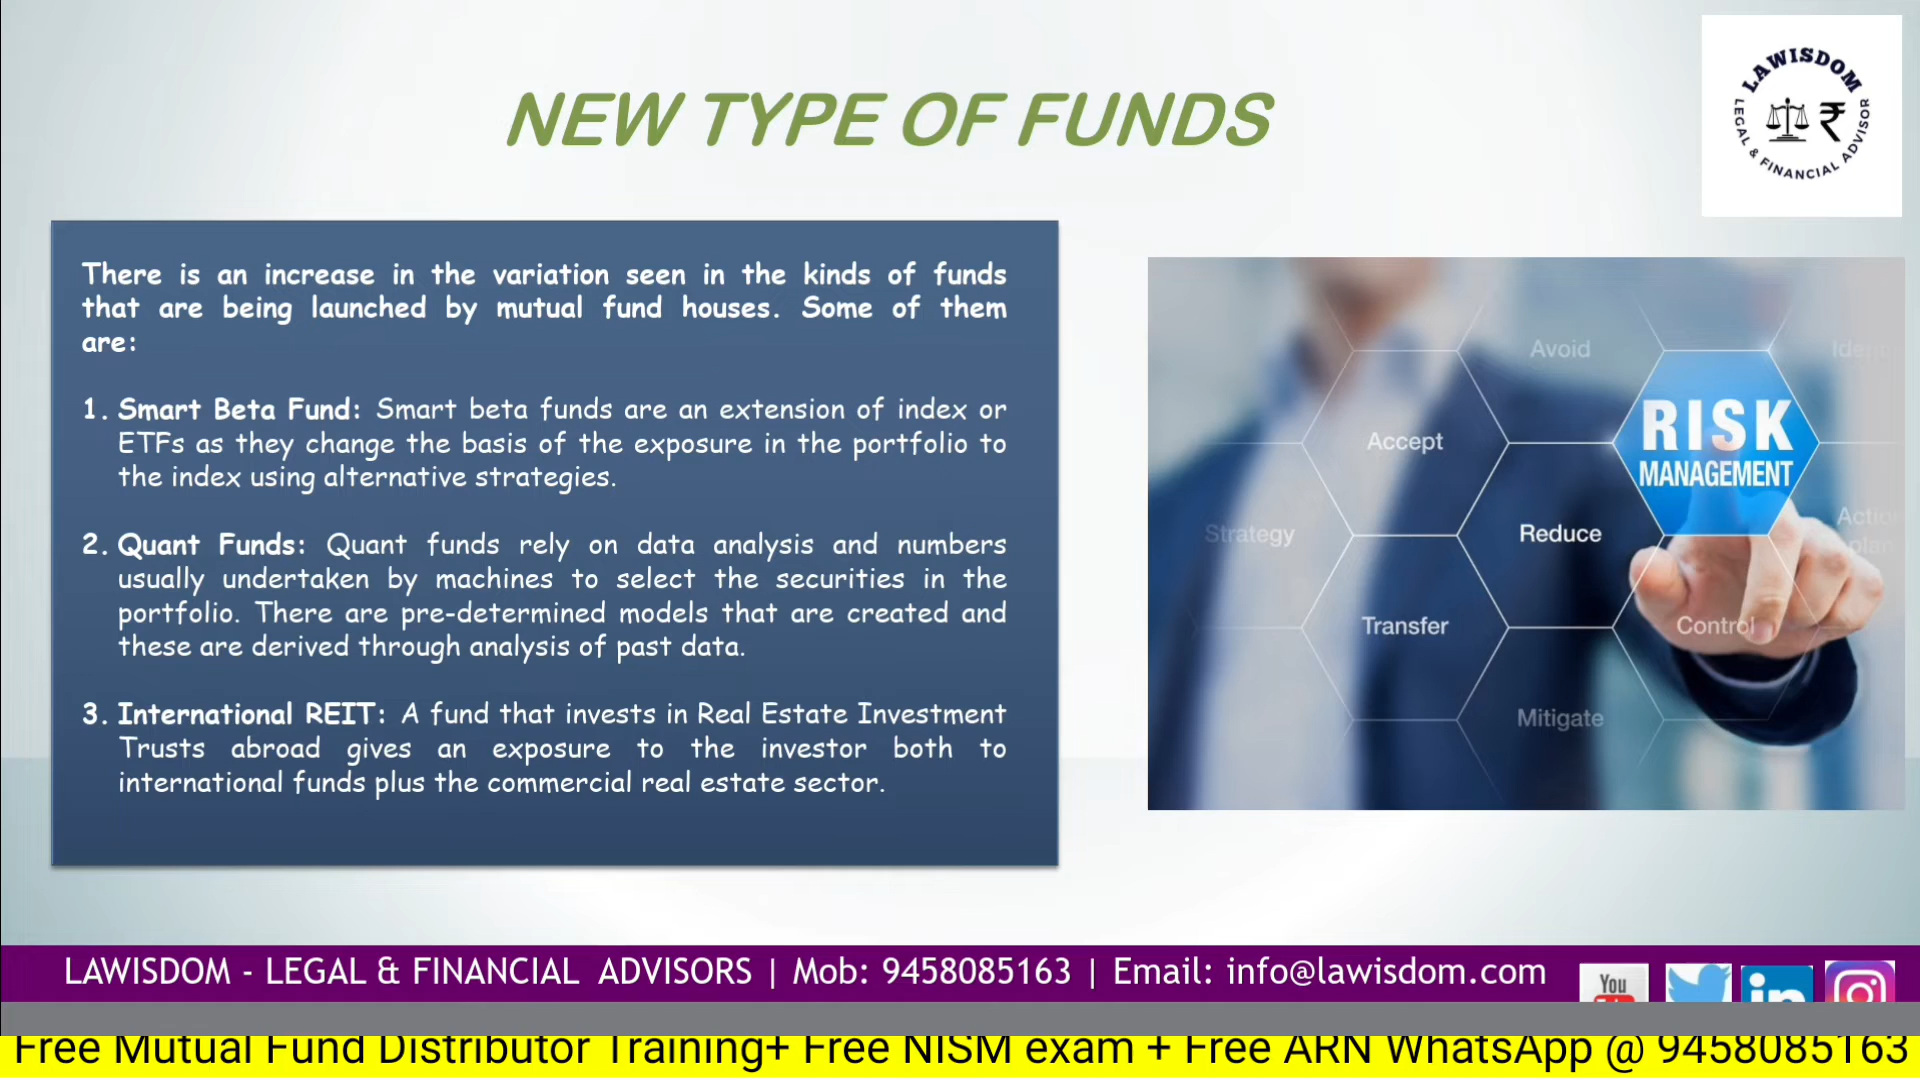 NEW TYPE OF FUNDS
LAWISDOM
LEGAL & FINANCIAL ADVISOR
There is an increase in the variation seen in the kinds of funds
that are being launched by mutual fund houses. Some of them
are:
1. Smart Beta Fund: Smart beta funds are an extension of index or
ETFs as they change the basis of the exposure in the portfolio to
the index using alternative strategies.
2. Quant Funds: Quant funds rely on data analysis and numbers
usually undertaken by machines to select the securities in the
portfolio. There are pre-determined models that are created and
these are derived through analysis of past data.
3. International REIT: A fund that invests in Real Estate Investment
Trusts abroad gives an exposure to the investor both to
international funds plus the commercial real estate sector.
Avoid
RISK
MANAGEMENT
Accept
Strategy
Reduce
Action
plan
Transfer
Control
Mitigate
LAWISDOM - LEGAL & FINANCIAL ADVISORS | Mob: 9458085163 | Email: info@lawisdom.com
You
in
Free Mutual Fund Distributor Training+ Free NISM exam + Free ARN WhatsApp @ 9458085163